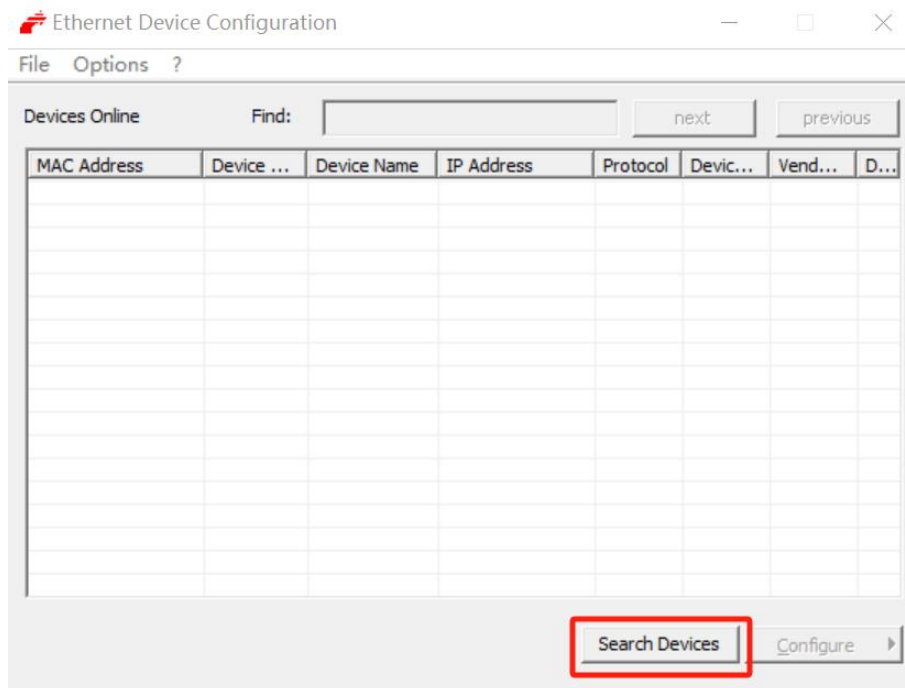 Ethernet Device Configuration
File Options ?
Devices Online Find: next previous
MAC Address Device ... Device Name IP Address Protocol Devic... Vend... D...
Search Devices Configure